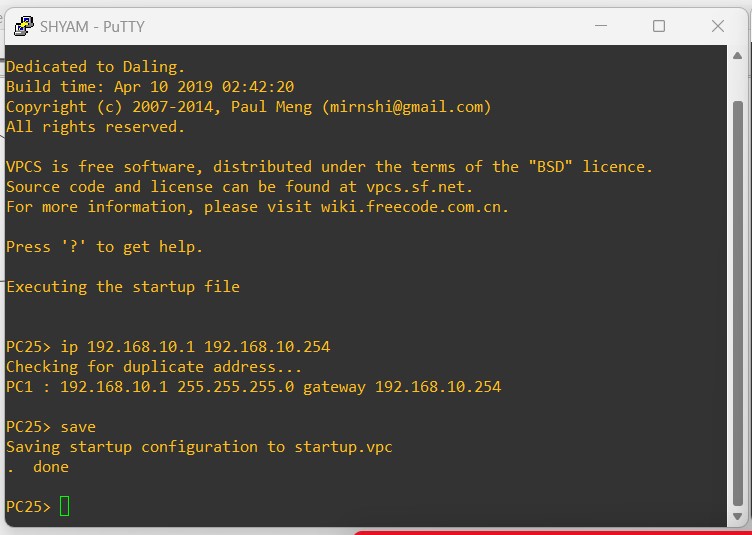 SHYAM - PuTTY
Dedicated to Daling.
Build time: Apr 10 2019 02:42:20
Copyright (c) 2007-2014, Paul Meng (mirnshi@gmail.com)
All rights reserved.
VPCS is free software, distributed under the terms of the "BSD" licence.
Source code and license can be found at vpcs.sf.net.
For more information, please visit wiki.freecode.com.cn.
Press '?' to get help.
Executing the startup file
PC25> ip 192.168.10.1 192.168.10.254
Checking for duplicate address...
PC1 : 192.168.10.1 255.255.255.0 gateway 192.168.10.254
PC25> save
Saving startup configuration to startup.vpc
.  done
PC25>